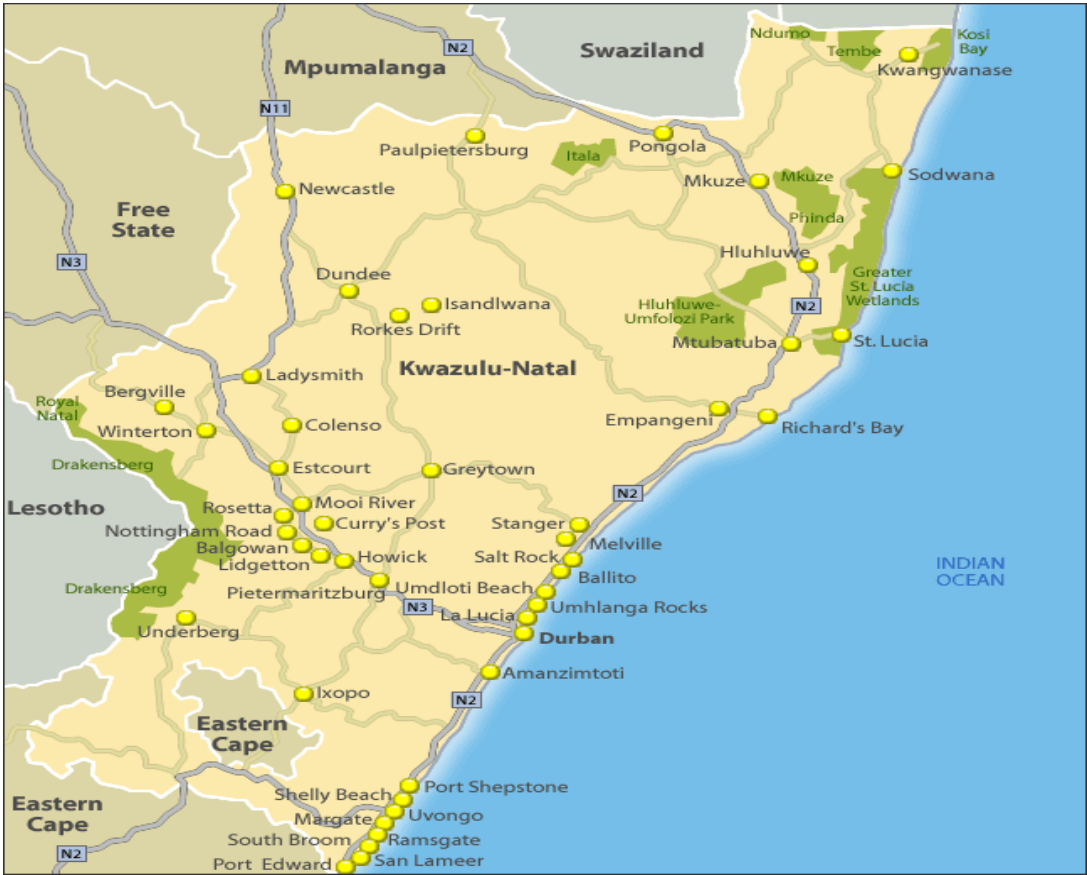 Ndumo
Kosi
Bay
N2
Swaziland
Tembe
Mpumalanga
Kwangwanase
N11
Paulpietersburg
Itala
Pongola
Newcastle
Mkuze
Mkuze
Sodwana
Free
State
Phinda
Hluhluwe
N3
Dundee
Greater
St. Lucia
Wetlands
Isandlwana
Hluhluwe-
Umfolozi Park
N2
Rorkes Drift
Mtubatuba
St. Lucia
Kwazulu-Natal
Ladysmith
Bergville
Royal
Natal
Winterton
Colenso
Empangeni
Richard's Bay
Drakensberg
Estcourt
Greytown
N2
Lesotho
Rosetta
Mooi River
Nottingham Road
Curry's Post
Stanger
Balgowan
Melville
Lidgetton
Howick
Salt Rock
INDIAN
OCEAN
Ballito
Drakensberg
Pietermaritzburg
Umdloti Beach
N3
Umhlanga Rocks
La Lucia
Underberg
Durban
Amanzimtoti
Ixopo
N2
Eastern
Cape
Port Shepstone
Shelly Beach
Eastern
Cape
Uvongo
Margate
South Broom
Ramsgate
N2
San Lameer
Port Edward